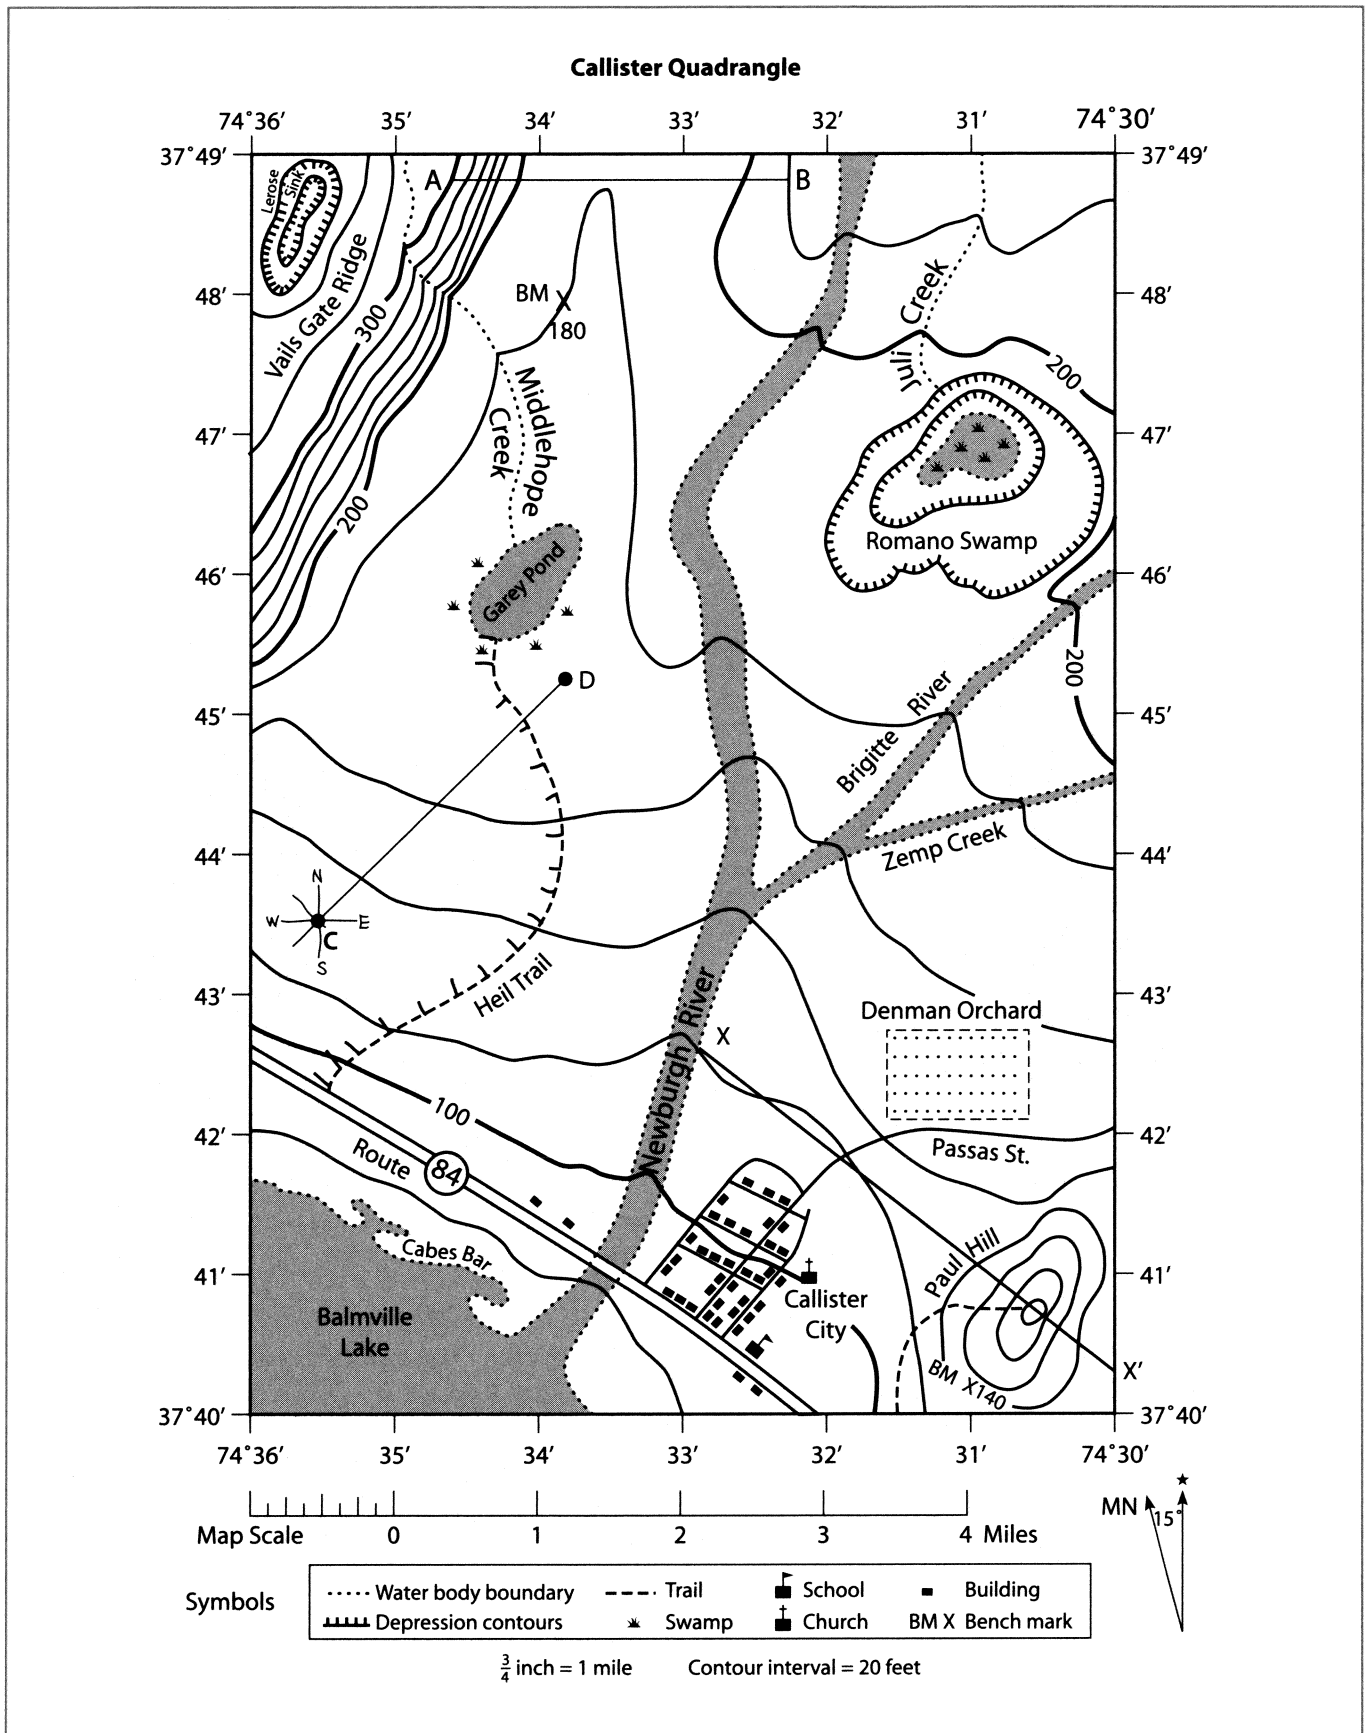 Callister Quadrangle
74°36′ 35′ 34′ 33′ 32′ 31′ 74°30′
37°49′ 37°49′
A B
Lerose
Sink
Vails Gate Ridge
300
48′ 48′
BM X
180
Juli Creek
200
Middlehope
Creek
47′ 47′
200
Romano Swamp
46′ 46′
Garey Pond
200
D
45′ 45′
Brigitte River
44′ 44′
Zemp Creek
N
W E
C
S
43′ 43′
Heil Trail
Denman Orchard
Newburgh River
X
100
42′ 42′
Route
84
Passas St.
Cabes Bar
41′ 41′
Paul Hill
Callister
City
Balmville
Lake
BM X140
X′
37°40′ 37°40′
74°36′ 35′ 34′ 33′ 32′ 31′ 74°30′
MN 15°
Map Scale 0 1 2 3 4 Miles
Symbols
Water body boundary Trail School Building
Depression contours Swamp Church BM X Bench mark
3/4 inch = 1 mile Contour interval = 20 feet